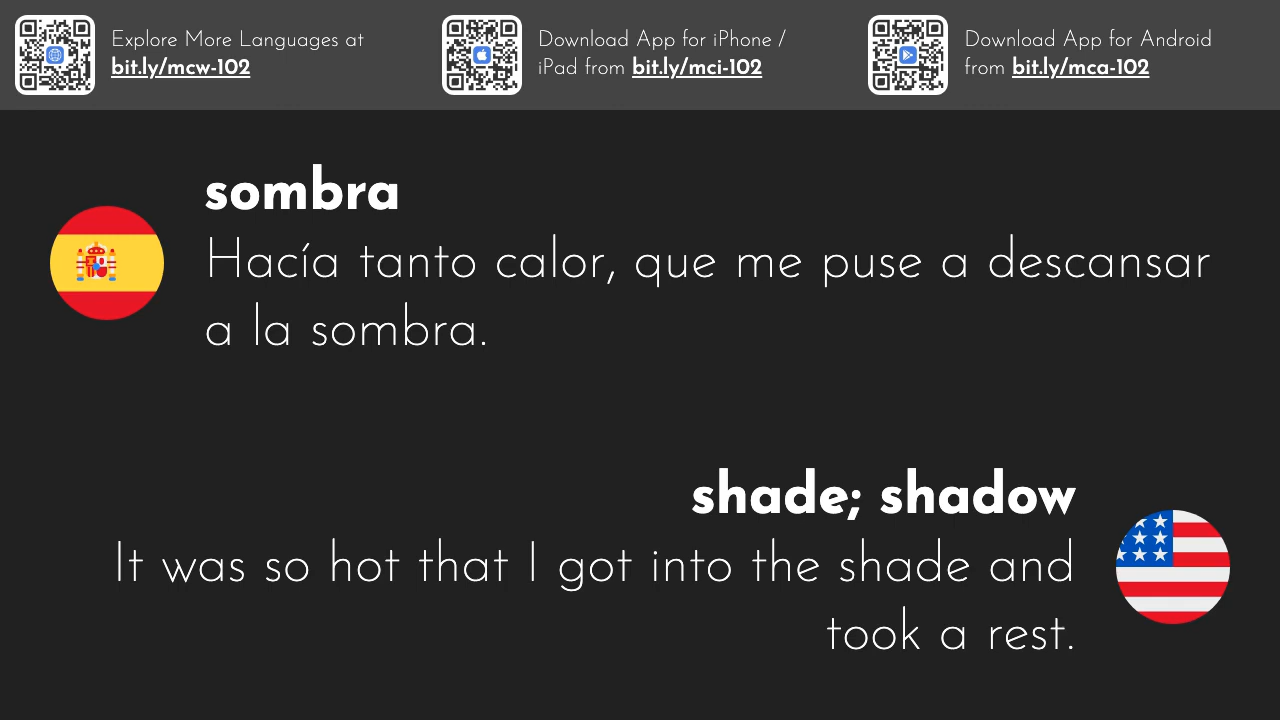 Explore More Languages at
bit.ly/mcw-102
Download App for iPhone /
iPad from bit.ly/mci-102
Download App for Android
from bit.ly/mca-102
sombra
Hacía tanto calor, que me puse a descansar
a la sombra.
shade; shadow
It was so hot that I got into the shade and
took a rest.